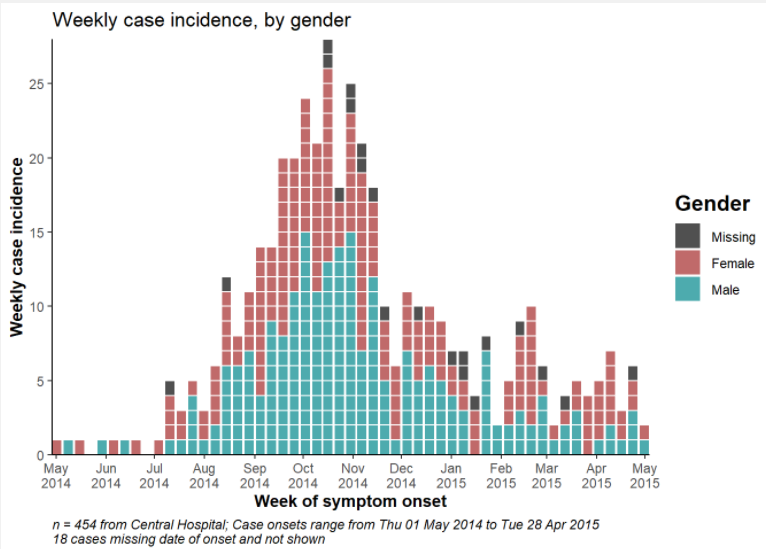 Weekly case incidence, by gender
Weekly case incidence
25
20
15
10
5
0
May Jun Jul Aug Sep Oct Nov Dec Jan Feb Mar Apr May
2014 2014 2014 2014 2014 2014 2014 2014 2015 2015 2015 2015 2015
Week of symptom onset
Gender
Missing
Female
Male
n = 454 from Central Hospital; Case onsets range from Thu 01 May 2014 to Tue 28 Apr 2015
18 cases missing date of onset and not shown